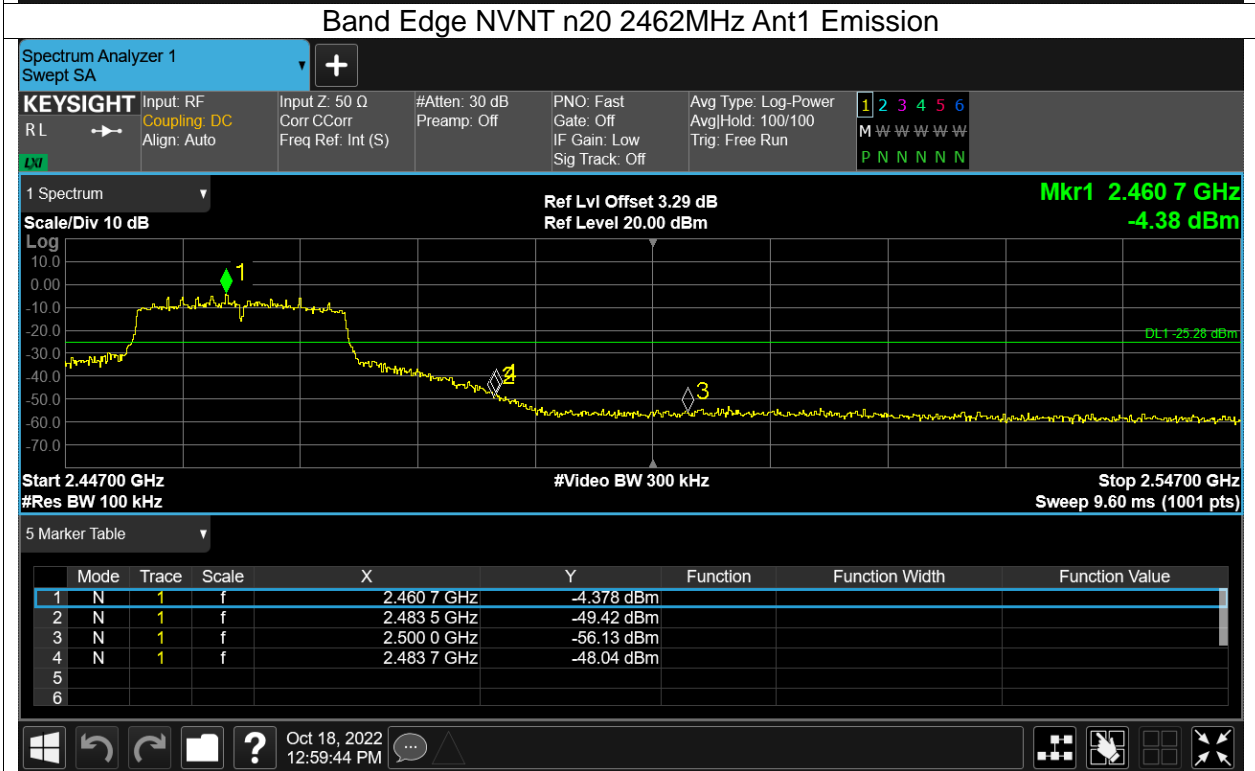 Band Edge NVNT n20 2462MHz Ant1 Emission
Spectrum Analyzer 1
Swept SA
KEYSIGHT Input: RF Input Z: 50 Ω #Atten: 30 dB PNO: Fast Avg Type: Log-Power 1 2 3 4 5 6
RL Coupling: DC Corr CCorr Preamp: Off Gate: Off Avg|Hold: 100/100 M W W W W W
Align: Auto Freq Ref: Int (S) IF Gain: Low Trig: Free Run
LXI Sig Track: Off P N N N N N
1 Spectrum Ref Lvl Offset 3.29 dB Mkr1 2.460 7 GHz
Scale/Div 10 dB Ref Level 20.00 dBm -4.38 dBm
Log
10.0
1
0.00
-10.0
-20.0
DL1 -25.28 dBm
-30.0
-40.0
2 4
-50.0
3
-60.0
-70.0
Start 2.44700 GHz #Video BW 300 kHz Stop 2.54700 GHz
#Res BW 100 kHz Sweep 9.60 ms (1001 pts)
5 Marker Table
Mode Trace Scale X Y Function Function Width Function Value
1 N 1 f 2.460 7 GHz -4.378 dBm
2 N 1 f 2.483 5 GHz -49.42 dBm
3 N 1 f 2.500 0 GHz -56.13 dBm
4 N 1 f 2.483 7 GHz -48.04 dBm
5
6
? Oct 18, 2022
12:59:44 PM